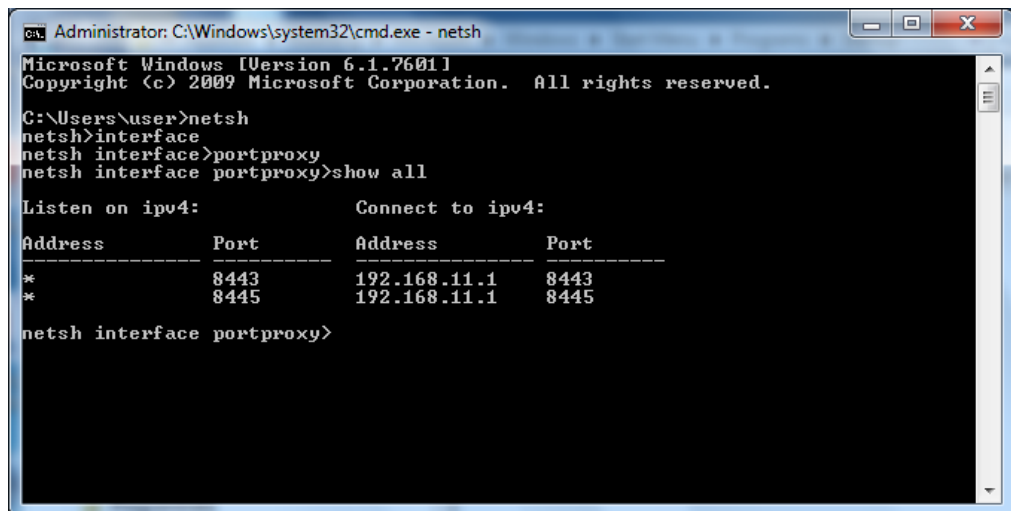 Administrator: C:\Windows\system32\cmd.exe - netsh
Microsoft Windows [Version 6.1.7601]
Copyright (c) 2009 Microsoft Corporation.  All rights reserved.
C:\Users\user>netsh
netsh>interface
netsh interface>portproxy
netsh interface portproxy>show all
Listen on ipv4:             Connect to ipv4:
Address         Port        Address         Port
--------------- ----------  --------------- ----------
*               8443        192.168.11.1    8443
*               8445        192.168.11.1    8445
netsh interface portproxy>